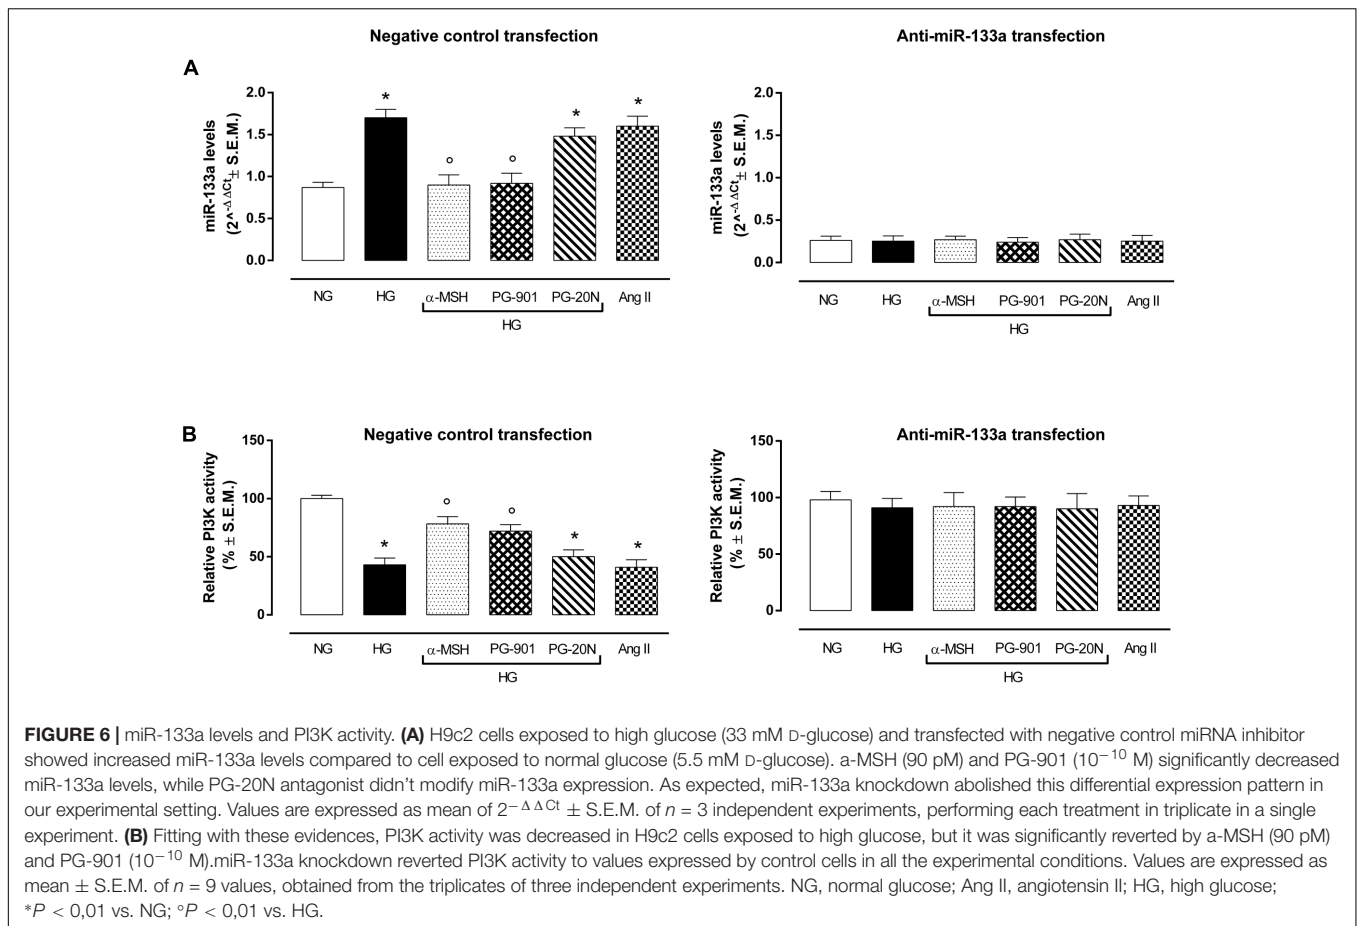 Negative control transfection
Anti-miR-133a transfection
A
miR-133a levels
(2^-ΔΔCt ± S.E.M.)
2.0
1.5
1.0
0.5
0.0
*
°
°
*
*
NG HG α-MSH PG-901 PG-20N Ang II
HG
miR-133a levels
(2^-ΔΔCt ± S.E.M.)
2.0
1.5
1.0
0.5
0.0
NG HG α-MSH PG-901 PG-20N Ang II
HG
B
Negative control transfection
Relative PI3K activity
(% ± S.E.M.)
150
100
50
0
*
°
°
*
*
NG HG α-MSH PG-901 PG-20N Ang II
HG
Anti-miR-133a transfection
Relative PI3K activity
(% ± S.E.M.)
150
100
50
0
NG HG α-MSH PG-901 PG-20N Ang II
HG
FIGURE 6 | miR-133a levels and PI3K activity. (A) H9c2 cells exposed to high glucose (33 mM D-glucose) and transfected with negative control miRNA inhibitor
showed increased miR-133a levels compared to cell exposed to normal glucose (5.5 mM D-glucose). a-MSH (90 pM) and PG-901 (10⁻¹⁰ M) significantly decreased
miR-133a levels, while PG-20N antagonist didn't modify miR-133a expression. As expected, miR-133a knockdown abolished this differential expression pattern in
our experimental setting. Values are expressed as mean of 2^−ΔΔCt ± S.E.M. of n = 3 independent experiments, performing each treatment in triplicate in a single
experiment. (B) Fitting with these evidences, PI3K activity was decreased in H9c2 cells exposed to high glucose, but it was significantly reverted by a-MSH (90 pM)
and PG-901 (10⁻¹⁰ M).miR-133a knockdown reverted PI3K activity to values expressed by control cells in all the experimental conditions. Values are expressed as
mean ± S.E.M. of n = 9 values, obtained from the triplicates of three independent experiments. NG, normal glucose; Ang II, angiotensin II; HG, high glucose;
*P < 0,01 vs. NG; °P < 0,01 vs. HG.